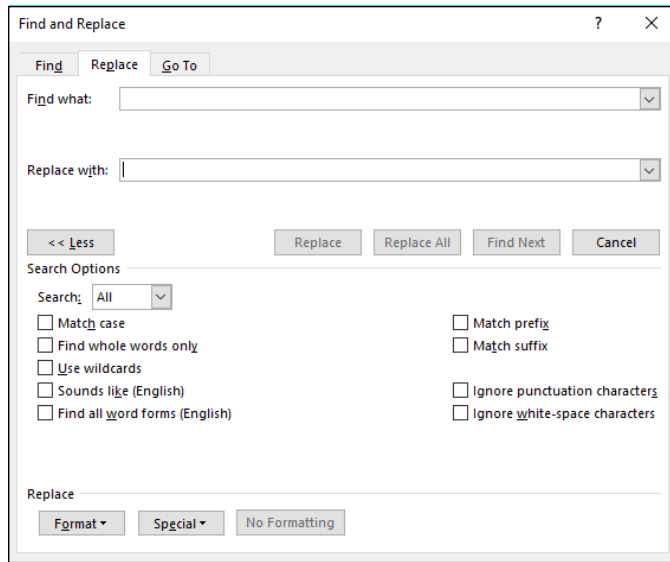 Find and Replace ? ×
Find Replace Go To
Find what:
Replace with:
<< Less Replace Replace All Find Next Cancel
Search Options
Search: All
Match case Match prefix
Find whole words only Match suffix
Use wildcards
Sounds like (English) Ignore punctuation characters
Find all word forms (English) Ignore white-space characters
Replace
Format Special No Formatting